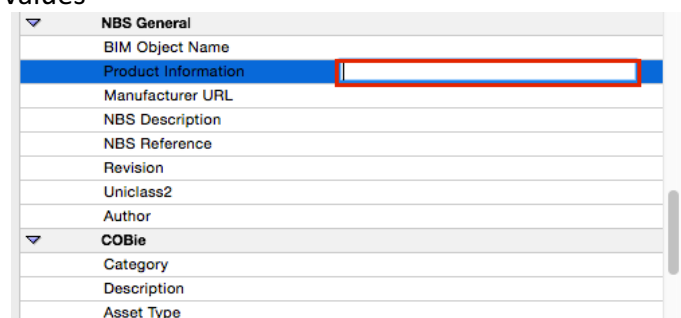 values
NBS General
BIM Object Name
Product Information
Manufacturer URL
NBS Description
NBS Reference
Revision
Uniclass2
Author
COBie
Category
Description
Asset Type